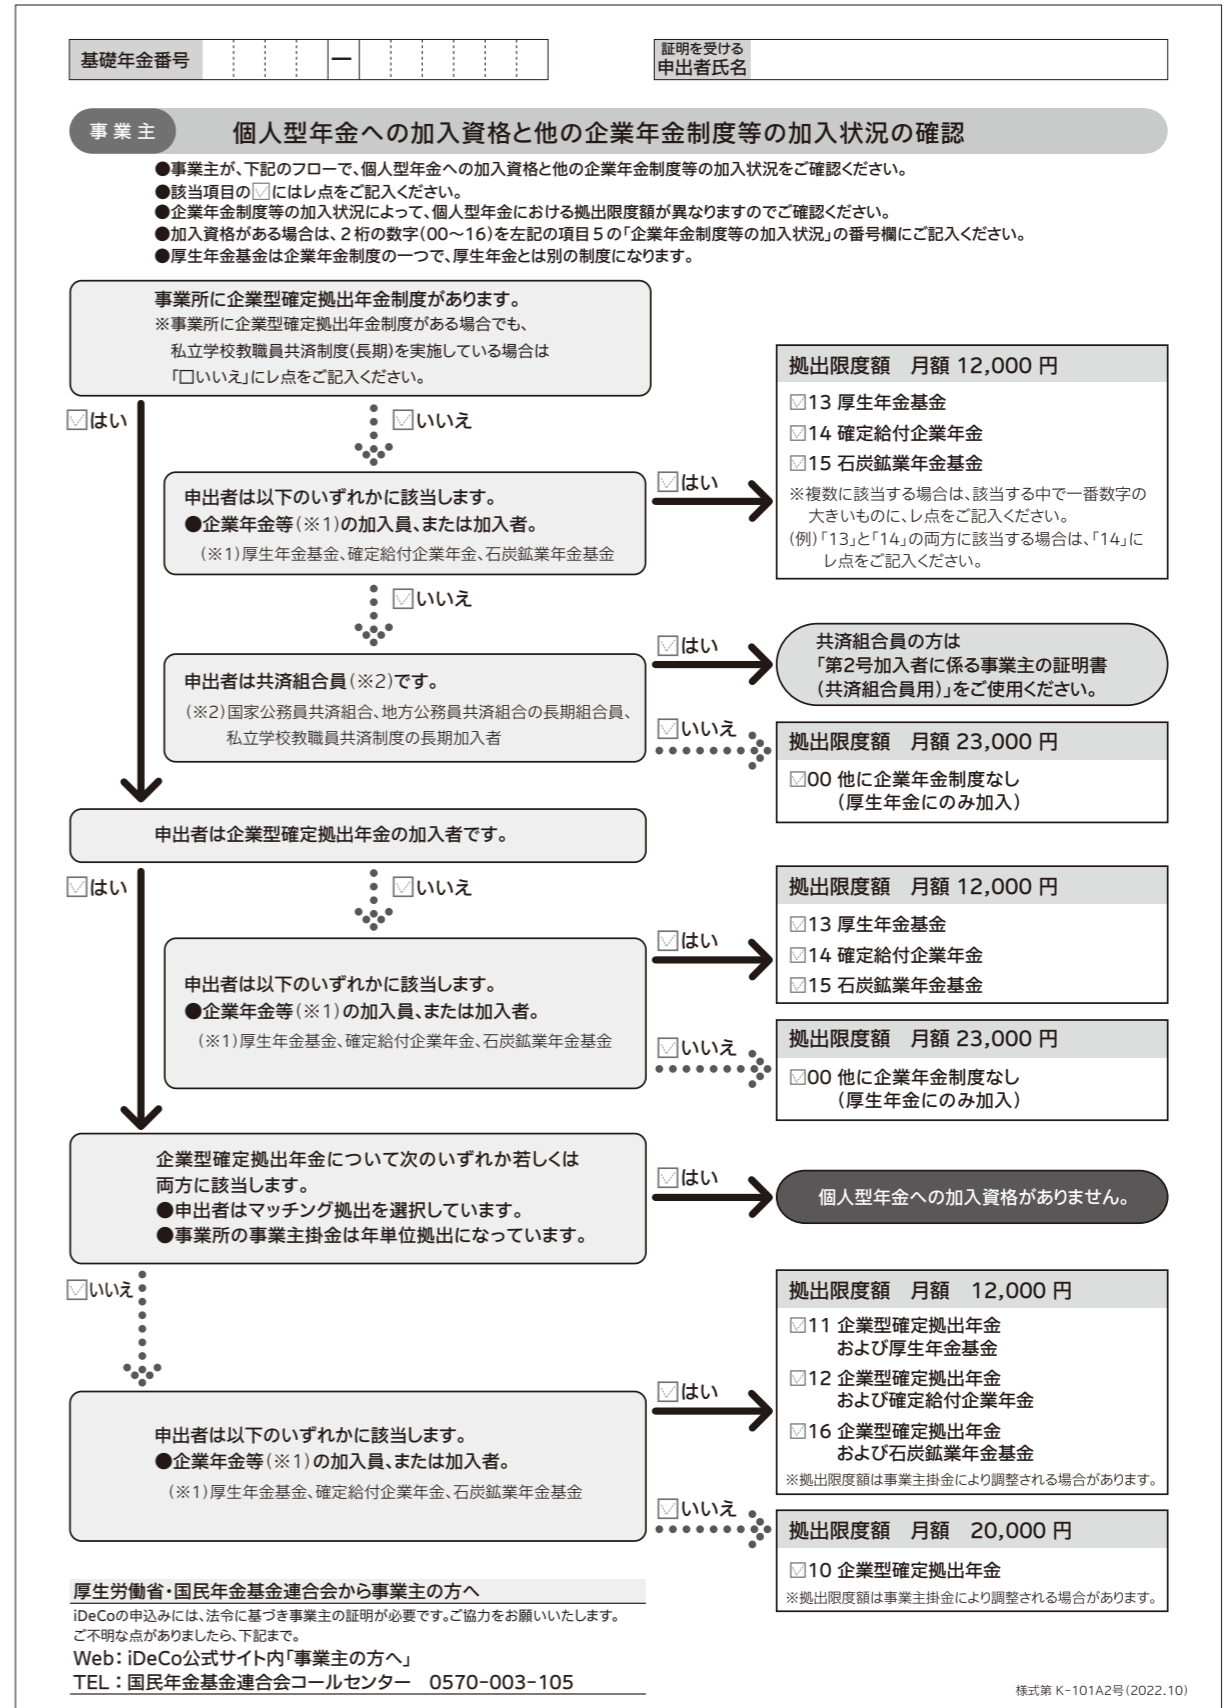 基礎年金番号 ー
証明を受ける
申出者氏名
事業主 個人型年金への加入資格と他の企業年金制度等の加入状況の確認
●事業主が、下記のフローで、個人型年金への加入資格と他の企業年金制度等の加入状況をご確認ください。
●該当項目の☑にはレ点をご記入ください。
●企業年金制度等の加入状況によって、個人型年金における拠出限度額が異なりますのでご確認ください。
●加入資格がある場合は、2桁の数字(00〜16)を左記の項目5の「企業年金制度等の加入状況」の番号欄にご記入ください。
●厚生年金基金は企業年金制度の一つで、厚生年金とは別の制度になります。
事業所に企業型確定拠出年金制度があります。
※事業所に企業型確定拠出年金制度がある場合でも、
私立学校教職員共済制度(長期)を実施している場合は
「□いいえ」にレ点をご記入ください。
☑はい
☑いいえ
申出者は以下のいずれかに該当します。
●企業年金等(※1)の加入員、または加入者。
(※1)厚生年金基金、確定給付企業年金、石炭鉱業年金基金
☑はい
拠出限度額 月額 12,000 円
☑13 厚生年金基金
☑14 確定給付企業年金
☑15 石炭鉱業年金基金
※複数に該当する場合は、該当する中で一番数字の
大きいものに、レ点をご記入ください。
(例)「13」と「14」の両方に該当する場合は、「14」に
レ点をご記入ください。
☑いいえ
申出者は共済組合員(※2)です。
(※2)国家公務員共済組合、地方公務員共済組合の長期組合員、
私立学校教職員共済制度の長期加入者
☑はい
共済組合員の方は
「第2号加入者に係る事業主の証明書
(共済組合員用)」をご使用ください。
☑いいえ
拠出限度額 月額 23,000 円
☑00 他に企業年金制度なし
(厚生年金にのみ加入)
申出者は企業型確定拠出年金の加入者です。
☑はい
☑いいえ
申出者は以下のいずれかに該当します。
●企業年金等(※1)の加入員、または加入者。
(※1)厚生年金基金、確定給付企業年金、石炭鉱業年金基金
☑はい
拠出限度額 月額 12,000 円
☑13 厚生年金基金
☑14 確定給付企業年金
☑15 石炭鉱業年金基金
☑いいえ
拠出限度額 月額 23,000 円
☑00 他に企業年金制度なし
(厚生年金にのみ加入)
企業型確定拠出年金について次のいずれか若しくは
両方に該当します。
●申出者はマッチング拠出を選択しています。
●事業所の事業主掛金は年単位拠出になっています。
☑はい
個人型年金への加入資格がありません。
☑いいえ
申出者は以下のいずれかに該当します。
●企業年金等(※1)の加入員、または加入者。
(※1)厚生年金基金、確定給付企業年金、石炭鉱業年金基金
☑はい
拠出限度額 月額 12,000 円
☑11 企業型確定拠出年金
および厚生年金基金
☑12 企業型確定拠出年金
および確定給付企業年金
☑16 企業型確定拠出年金
および石炭鉱業年金基金
※拠出限度額は事業主掛金により調整される場合があります。
☑いいえ
拠出限度額 月額 20,000 円
☑10 企業型確定拠出年金
※拠出限度額は事業主掛金により調整される場合があります。
厚生労働省・国民年金基金連合会から事業主の方へ
iDeCoの申込みには、法令に基づき事業主の証明が必要です。ご協力をお願いいたします。
ご不明な点がありましたら、下記まで。
Web：iDeCo公式サイト内「事業主の方へ」
TEL：国民年金基金連合会コールセンター 0570-003-105
様式第 K-101A2号(2022.10)